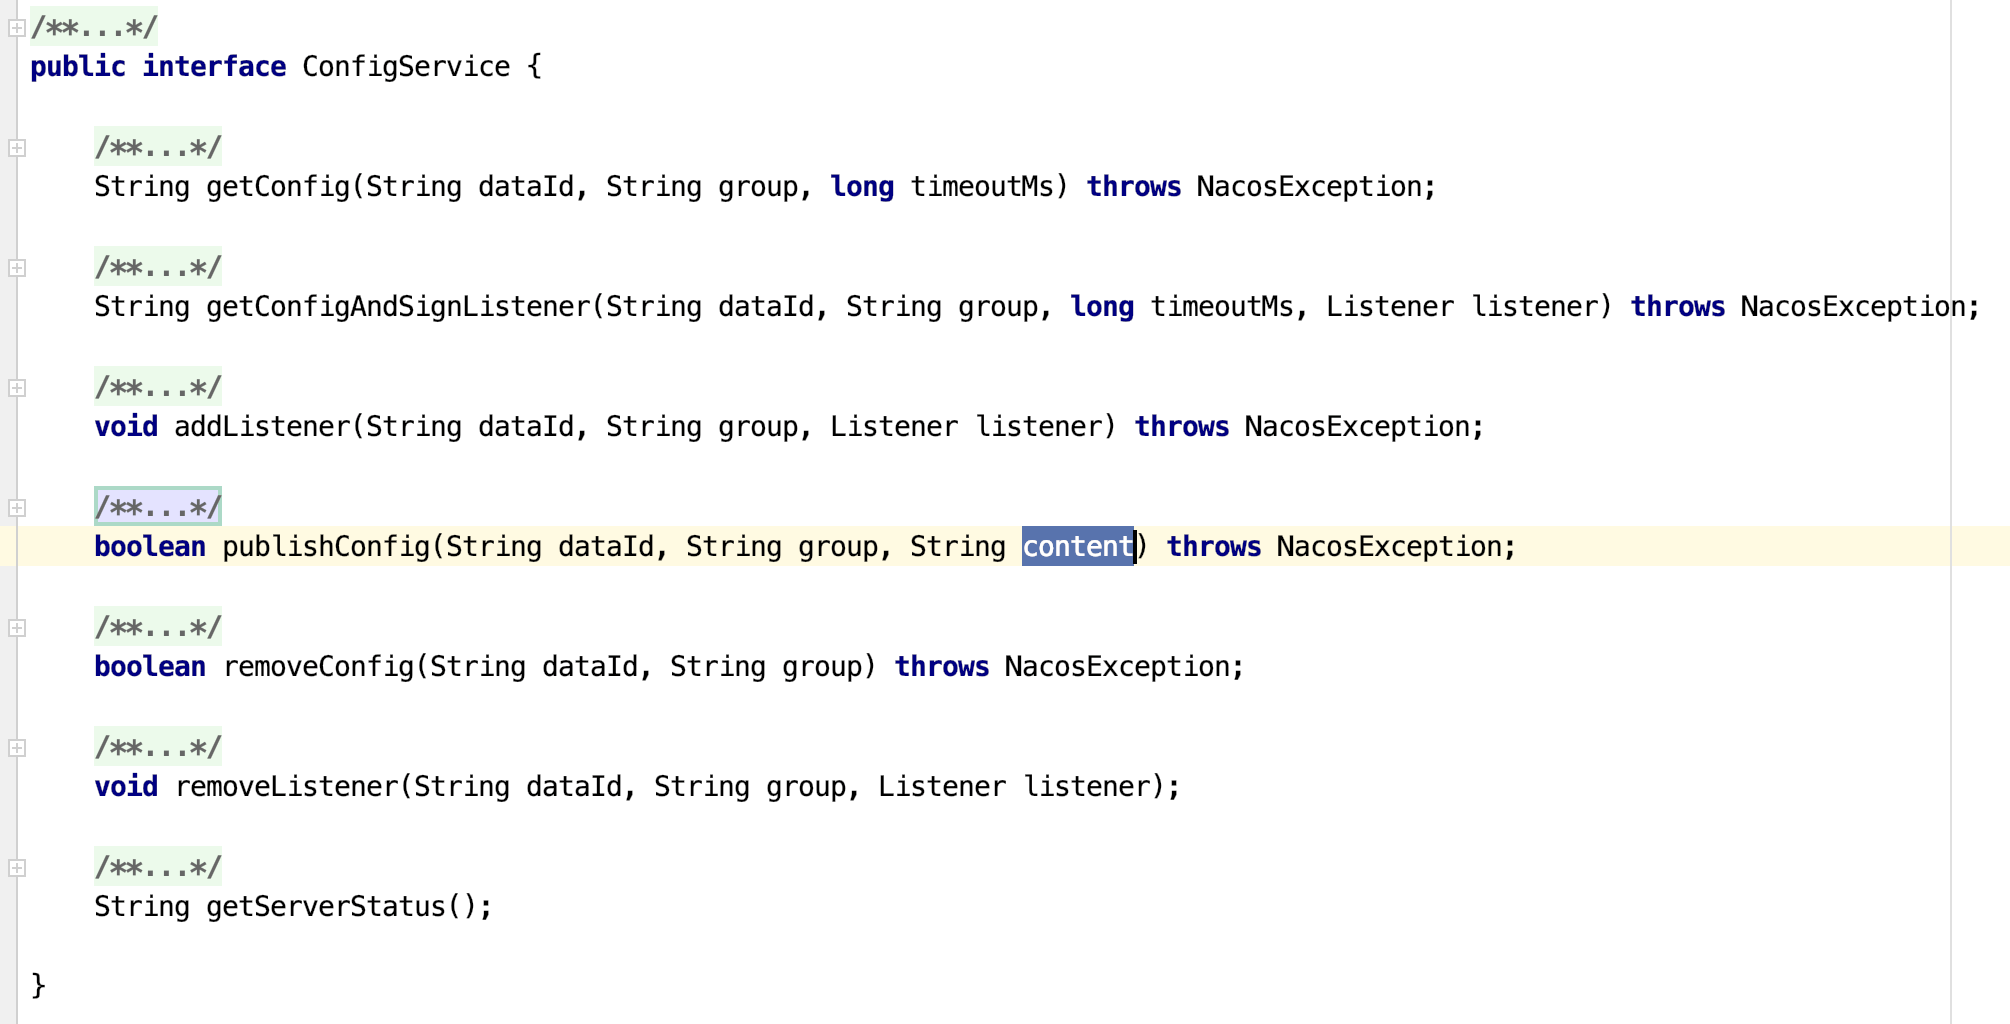 /**...*/
public interface ConfigService {
/**...*/
String getConfig(String dataId, String group, long timeoutMs) throws NacosException;
/**...*/
String getConfigAndSignListener(String dataId, String group, long timeoutMs, Listener listener) throws NacosException;
/**...*/
void addListener(String dataId, String group, Listener listener) throws NacosException;
/**...*/
boolean publishConfig(String dataId, String group, String content) throws NacosException;
/**...*/
boolean removeConfig(String dataId, String group) throws NacosException;
/**...*/
void removeListener(String dataId, String group, Listener listener);
/**...*/
String getServerStatus();
}